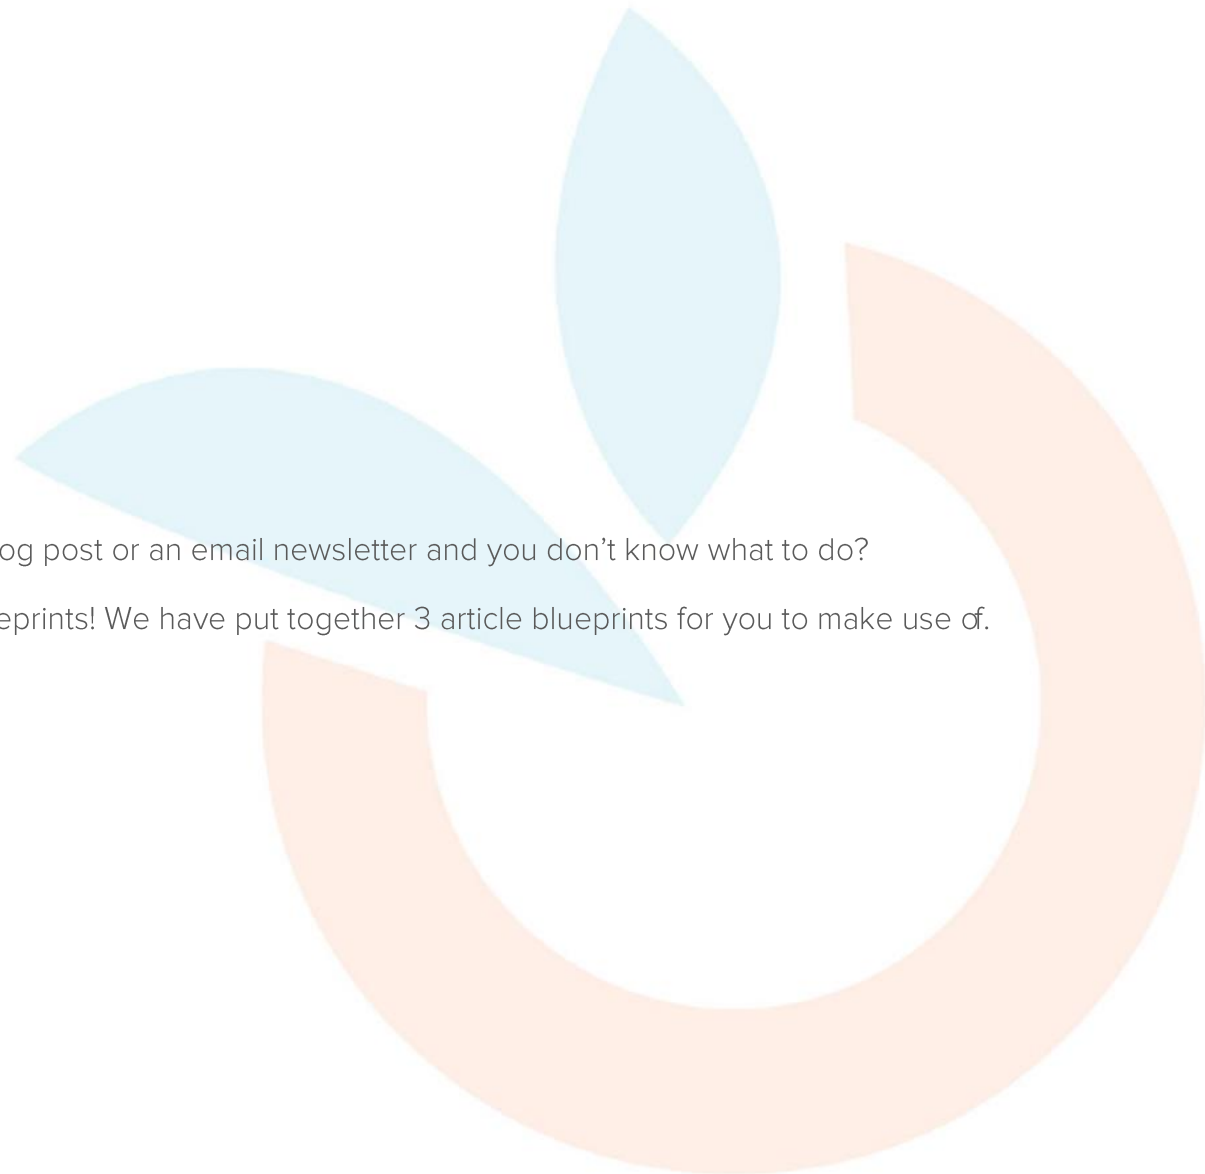 og post or an email newsletter and you don’t know what to do?
eprints! We have put together 3 article blueprints for you to make use of.